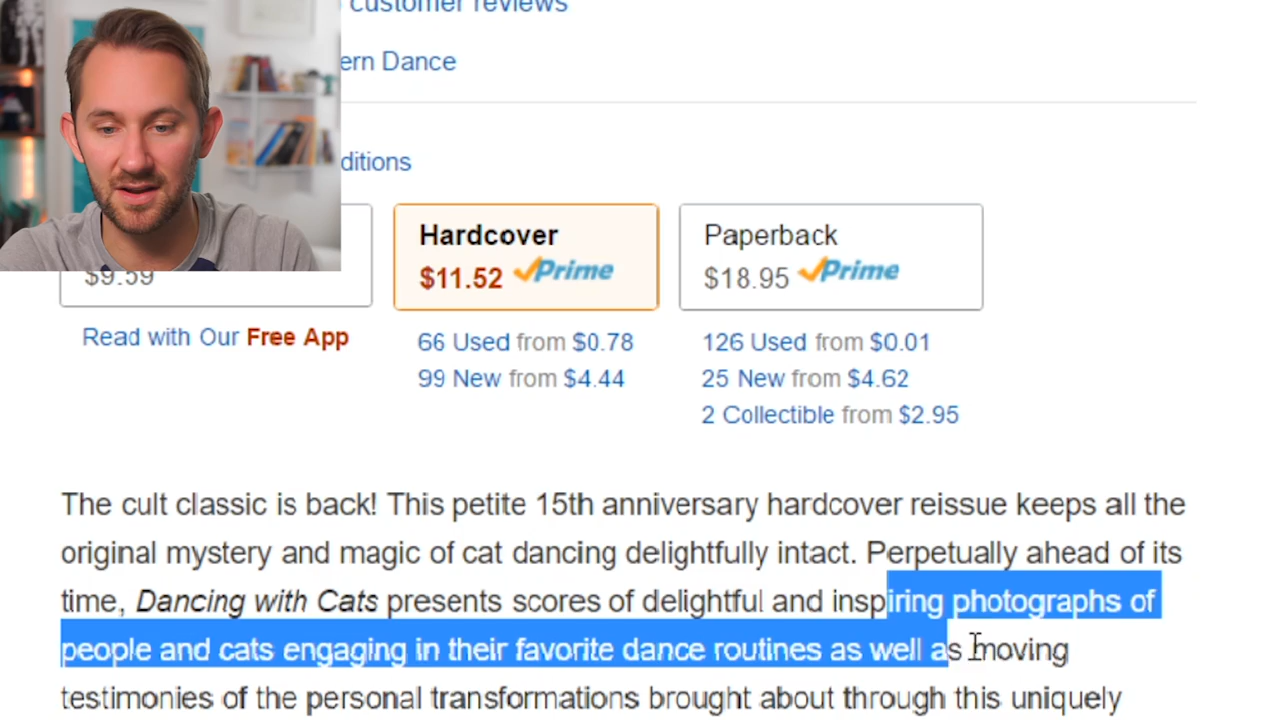 customer reviews
ern Dance
ditions
Hardcover
$11.52 Prime
Paperback
$18.95 Prime
$9.59
Read with Our Free App
66 Used from $0.78
99 New from $4.44
126 Used from $0.01
25 New from $4.62
2 Collectible from $2.95
The cult classic is back! This petite 15th anniversary hardcover reissue keeps all the
original mystery and magic of cat dancing delightfully intact. Perpetually ahead of its
time, Dancing with Cats presents scores of delightful and inspiring photographs of
people and cats engaging in their favorite dance routines as well as moving
testimonies of the personal transformations brought about through this uniquely